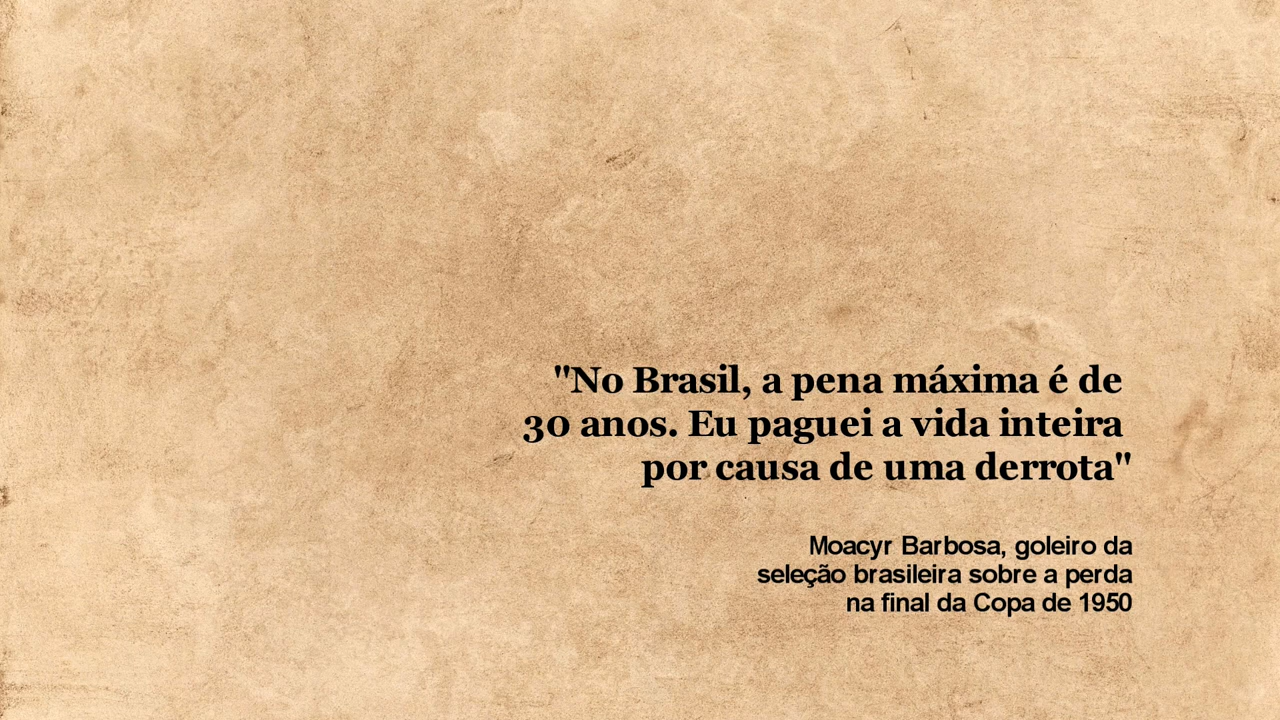 "No Brasil, a pena máxima é de
30 anos. Eu paguei a vida inteira
por causa de uma derrota"
Moacyr Barbosa, goleiro da
seleção brasileira sobre a perda
na final da Copa de 1950